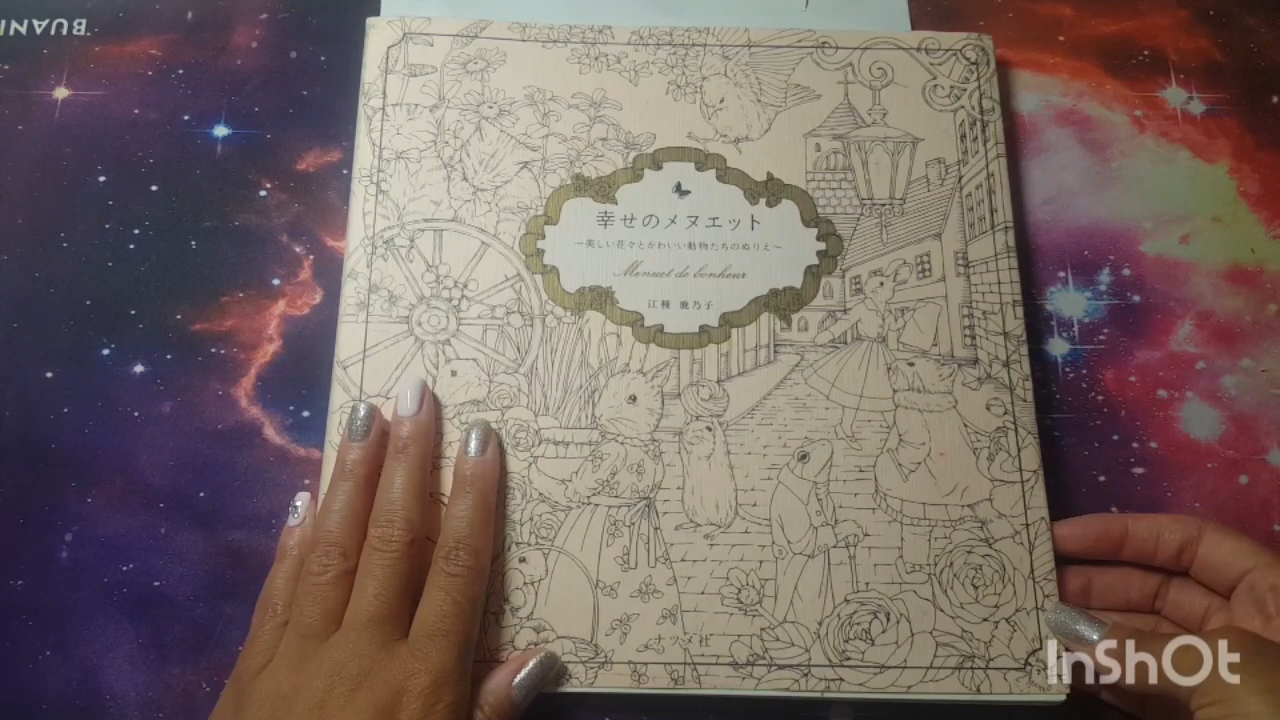 BUANI
幸せのメヌエット
〜美しい花々とかわいい動物たちのぬりえ〜
Menuet de bonheur
江種 鹿乃子
ナツメ社
InShOt